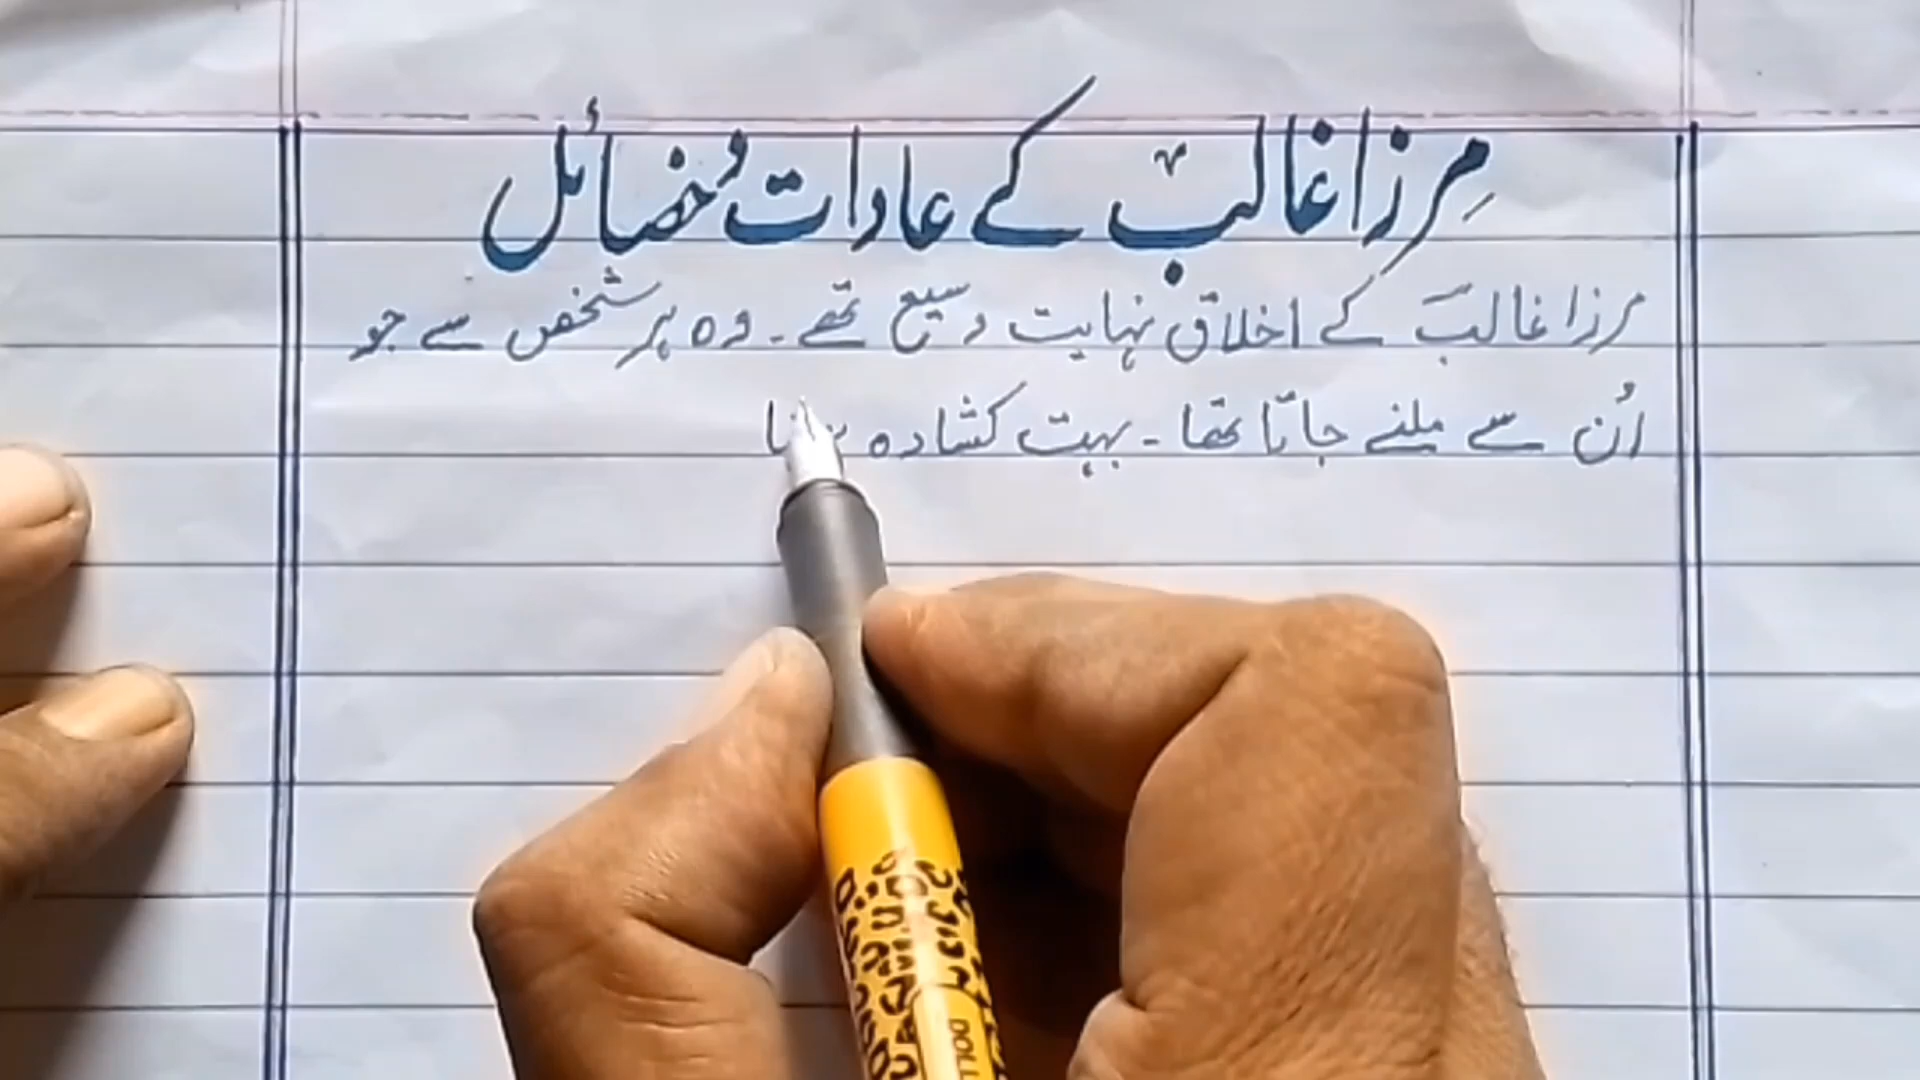 مِرزا غالبؔ کے عادات وُخصائل
مرزا غالبؔ کے اخلاق نہایت وسیع تھے۔ وہ ہر شخص سے جو
اُن سے ملنے جاتا تھا۔ بہت کشادہ